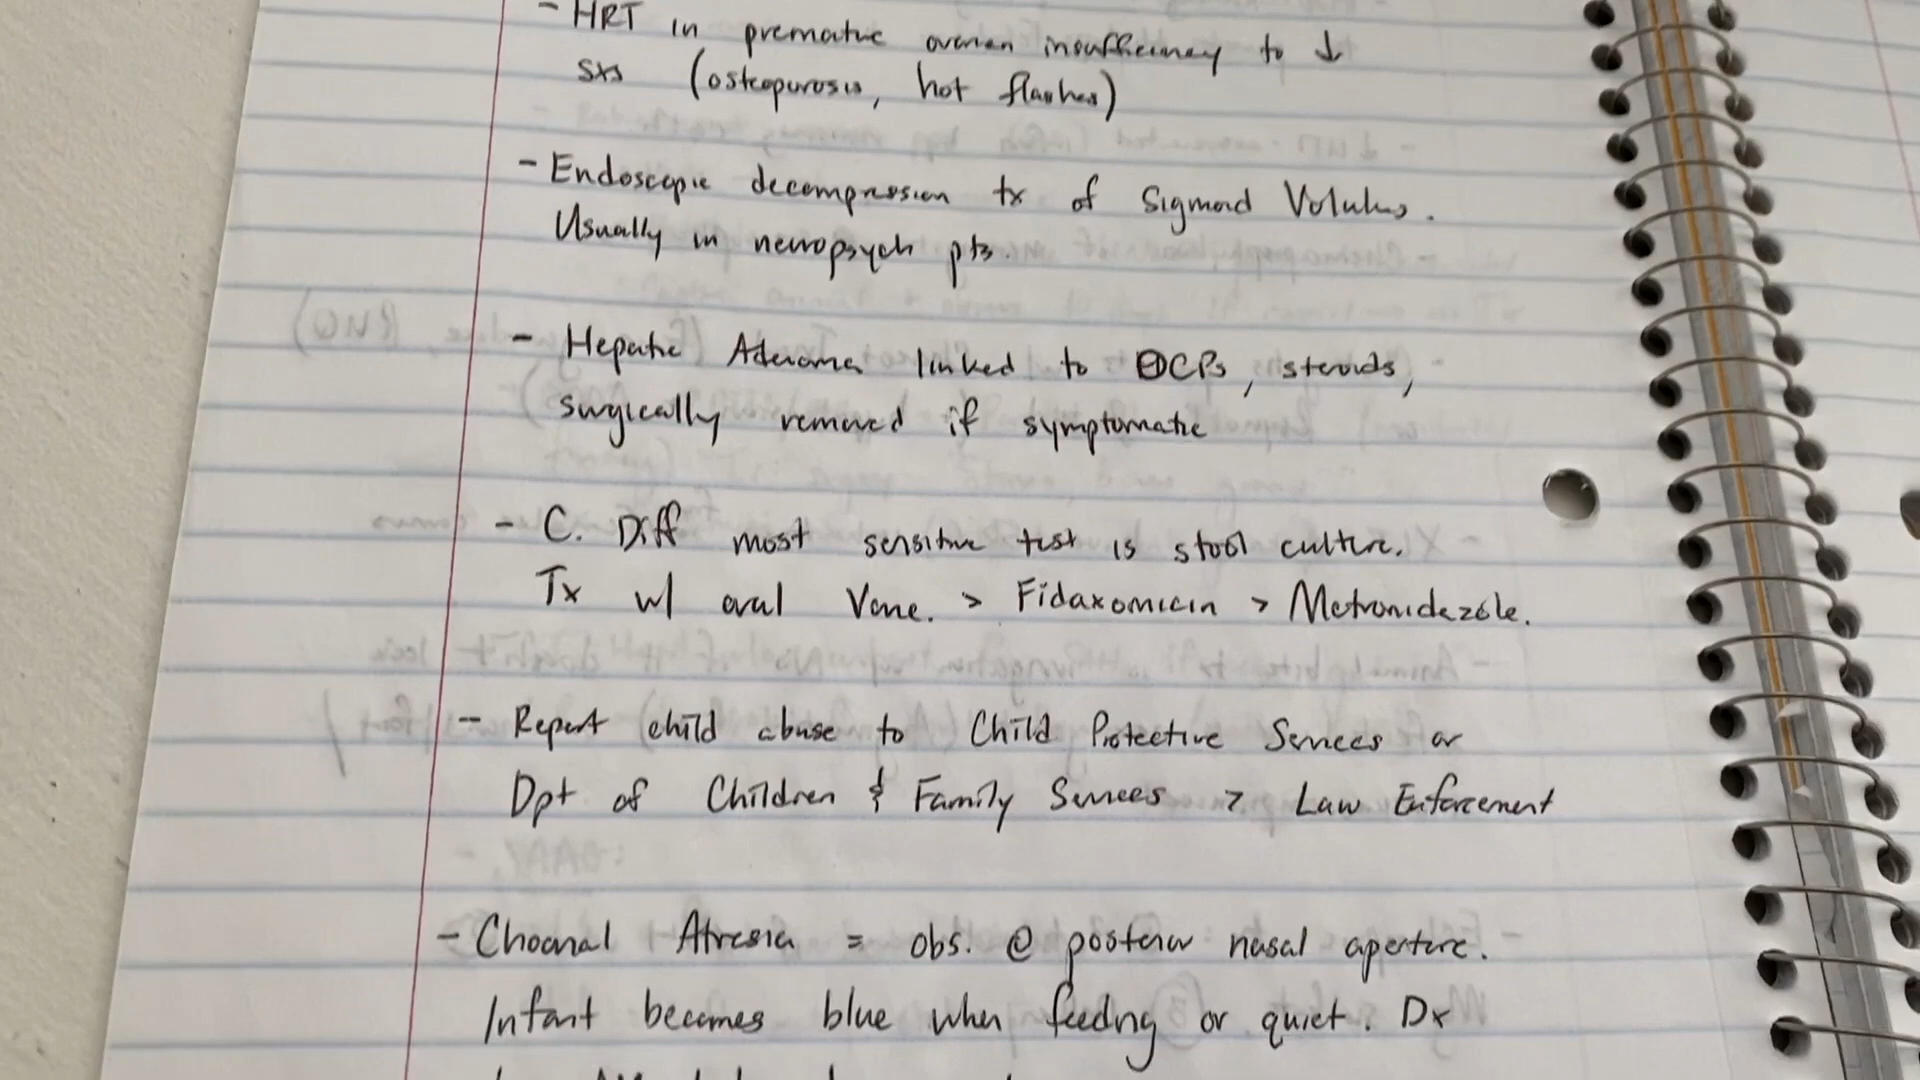 - HRT in premature ovarian insufficiency to ↓
sxs (osteoporosis, hot flashes)
- Endoscopic decompression tx of Sigmoid Volulus.
Usually in neuropsych pts.
- Hepatic Adenoma linked to OCPs, steroids,
surgically removed if symptomatic
- C. Diff most sensitive test is stool culture.
Tx w/ oral Vanc. > Fidaxomicin > Metronidazole.
- Report child abuse to Child Protective Services or
Dpt of Children & Family Services > Law Enforcement
- Choanal Atresia = obs. @ posterior nasal aperture.
Infant becomes blue when feeding or quiet. Dx